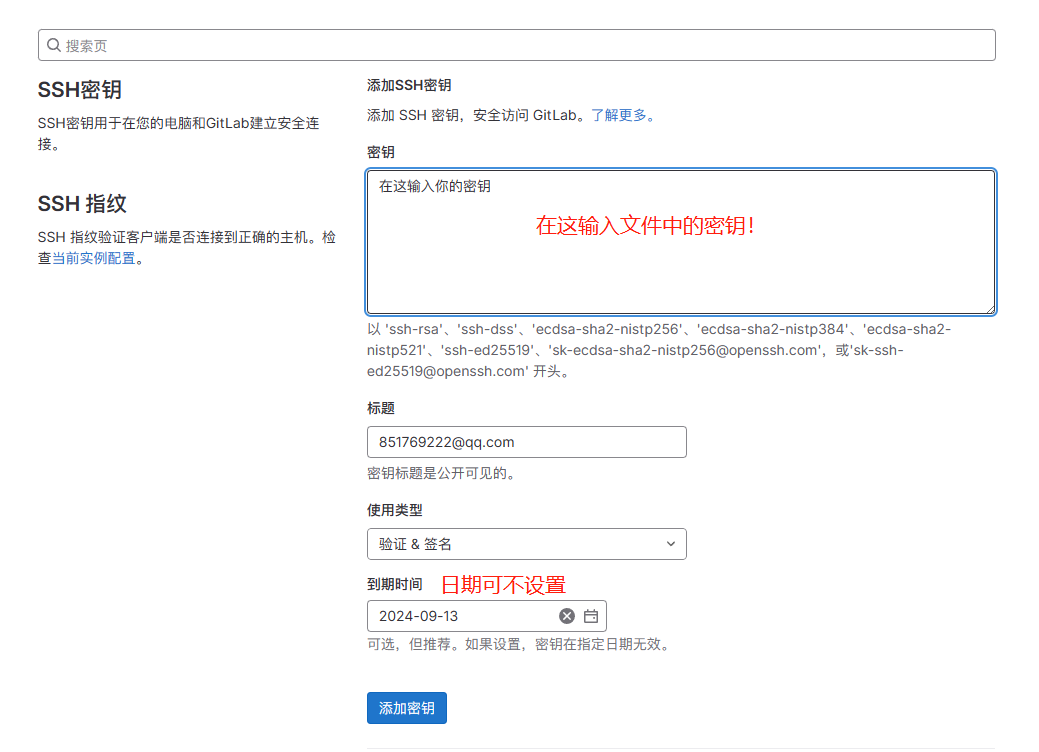 搜索页
SSH密钥
SSH密钥用于在您的电脑和GitLab建立安全连
接。
SSH 指纹
SSH 指纹验证客户端是否连接到正确的主机。检
查当前实例配置。
添加SSH密钥
添加 SSH 密钥，安全访问 GitLab。了解更多。
密钥
在这输入你的密钥
在这输入文件中的密钥！
以 'ssh-rsa'、'ssh-dss'、'ecdsa-sha2-nistp256'、'ecdsa-sha2-nistp384'、'ecdsa-sha2-
nistp521'、'ssh-ed25519'、'sk-ecdsa-sha2-nistp256@openssh.com'，或'sk-ssh-
ed25519@openssh.com' 开头。
标题
851769222@qq.com
密钥标题是公开可见的。
使用类型
验证 & 签名
到期时间 日期可不设置
2024-09-13
可选，但推荐。如果设置，密钥在指定日期无效。
添加密钥